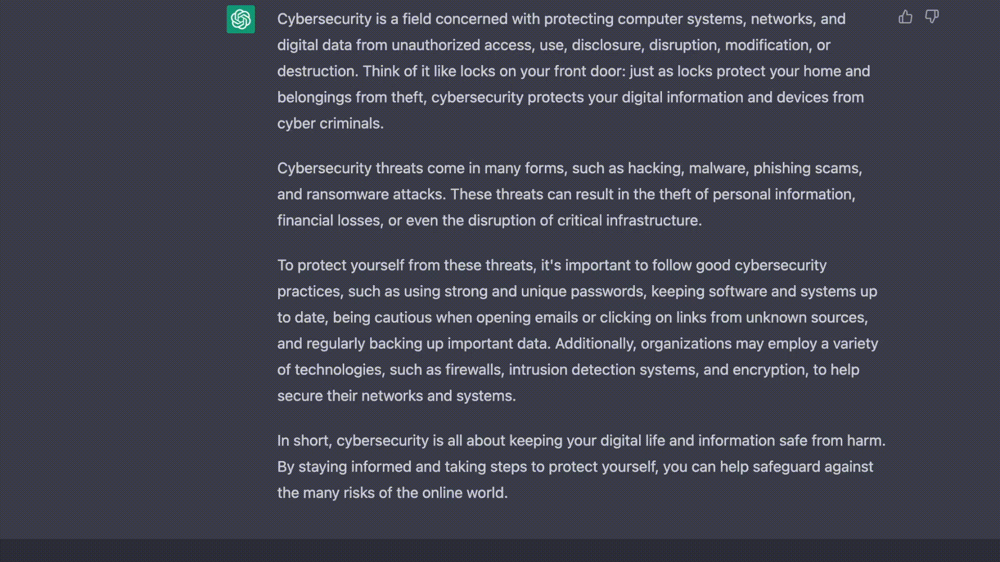 Cybersecurity is a field concerned with protecting computer systems, networks, and
digital data from unauthorized access, use, disclosure, disruption, modification, or
destruction. Think of it like locks on your front door: just as locks protect your home and
belongings from theft, cybersecurity protects your digital information and devices from
cyber criminals.
Cybersecurity threats come in many forms, such as hacking, malware, phishing scams,
and ransomware attacks. These threats can result in the theft of personal information,
financial losses, or even the disruption of critical infrastructure.
To protect yourself from these threats, it's important to follow good cybersecurity
practices, such as using strong and unique passwords, keeping software and systems up
to date, being cautious when opening emails or clicking on links from unknown sources,
and regularly backing up important data. Additionally, organizations may employ a variety
of technologies, such as firewalls, intrusion detection systems, and encryption, to help
secure their networks and systems.
In short, cybersecurity is all about keeping your digital life and information safe from harm.
By staying informed and taking steps to protect yourself, you can help safeguard against
the many risks of the online world.